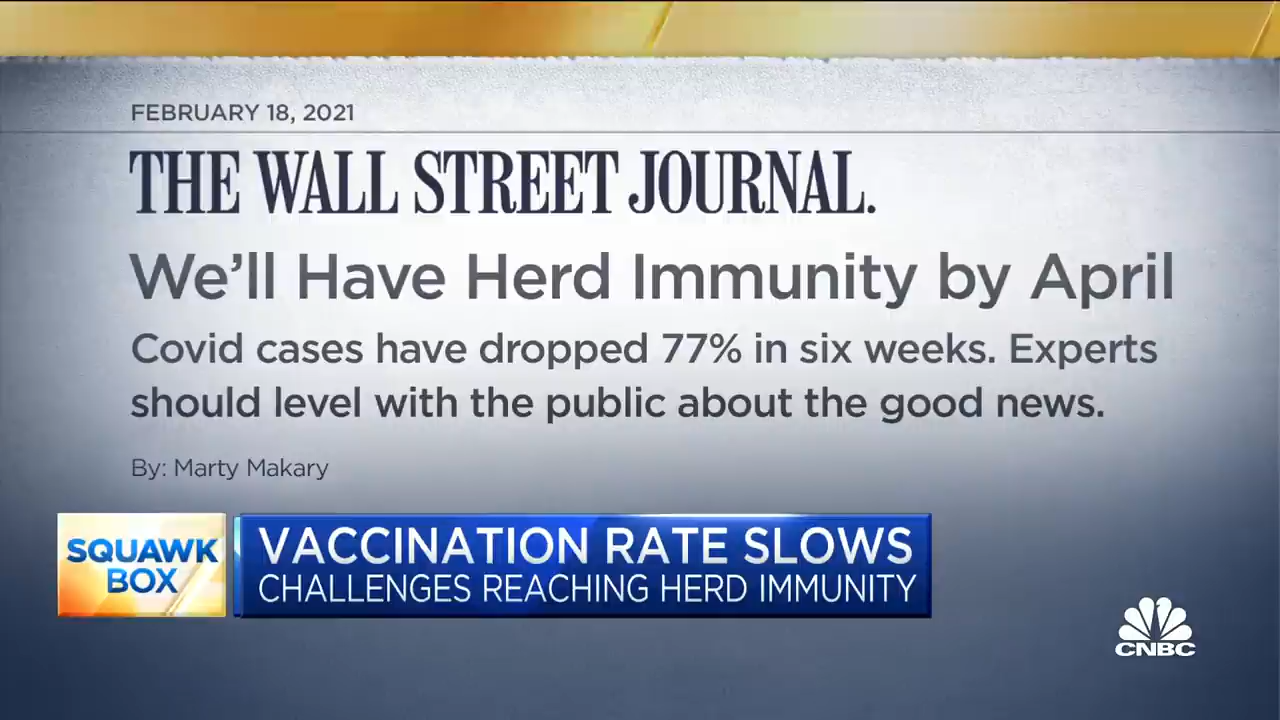 FEBRUARY 18, 2021
THE WALL STREET JOURNAL.
We'll Have Herd Immunity by April
Covid cases have dropped 77% in six weeks. Experts
should level with the public about the good news.
By: Marty Makary
SQUAWK
BOX
VACCINATION RATE SLOWS
CHALLENGES REACHING HERD IMMUNITY
CNBC